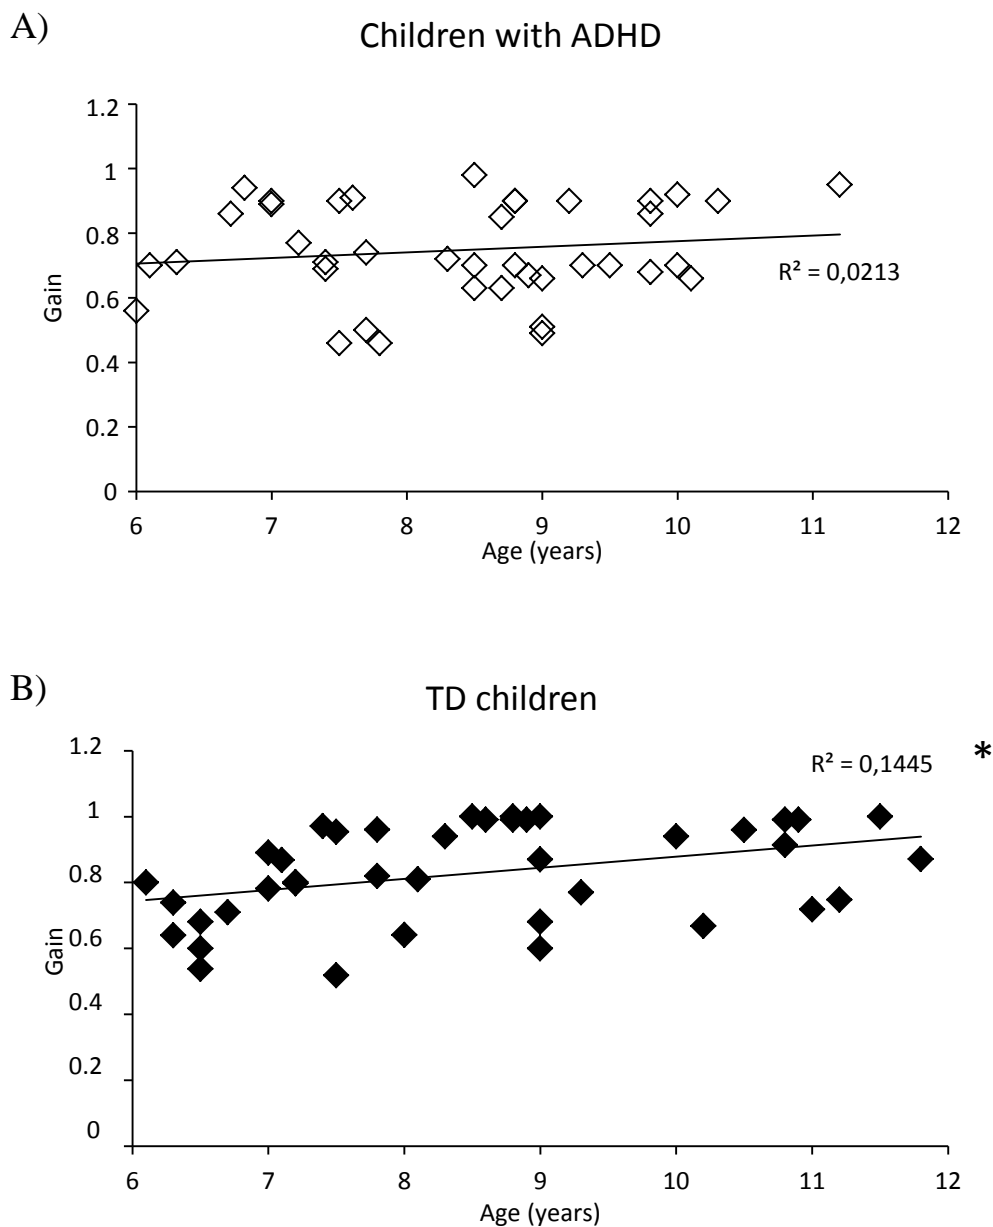 A)
Children with ADHD
1.2
1
0.8
0.6
0.4
0.2
0
Gain
R² = 0,0213
6 7 8 9 10 11 12
Age (years)
B)
TD children
*
R² = 0,1445
1.2
1
0.8
0.6
0.4
0.2
0
Gain
6 7 8 9 10 11 12
Age (years)